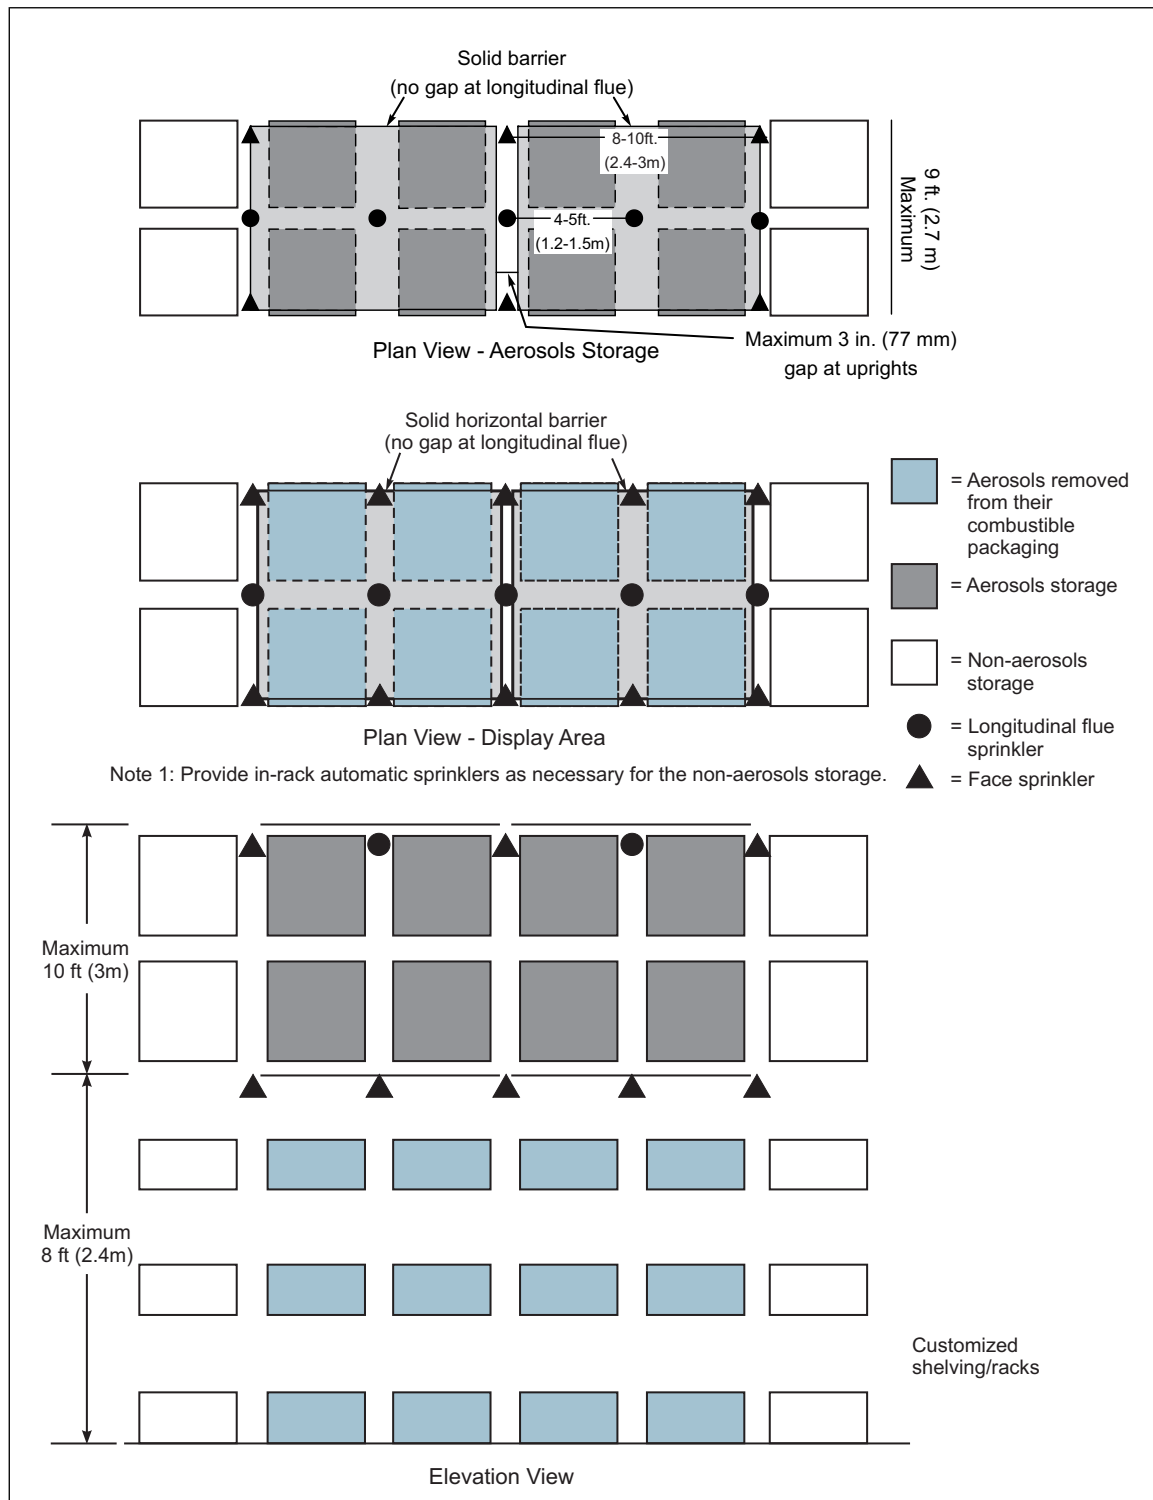 Solid barrier
(no gap at longitudinal flue)
8-10ft.
(2.4-3m)
4-5ft.
(1.2-1.5m)
9 ft. (2.7 m)
Maximum
Plan View - Aerosols Storage
Maximum 3 in. (77 mm)
gap at uprights
Solid horizontal barrier
(no gap at longitudinal flue)
= Aerosols removed
from their
combustible
packaging
= Aerosols storage
= Non-aerosols
storage
= Longitudinal flue
sprinkler
= Face sprinkler
Plan View - Display Area
Note 1: Provide in-rack automatic sprinklers as necessary for the non-aerosols storage.
Maximum
10 ft (3m)
Maximum
8 ft (2.4m)
Customized
shelving/racks
Elevation View